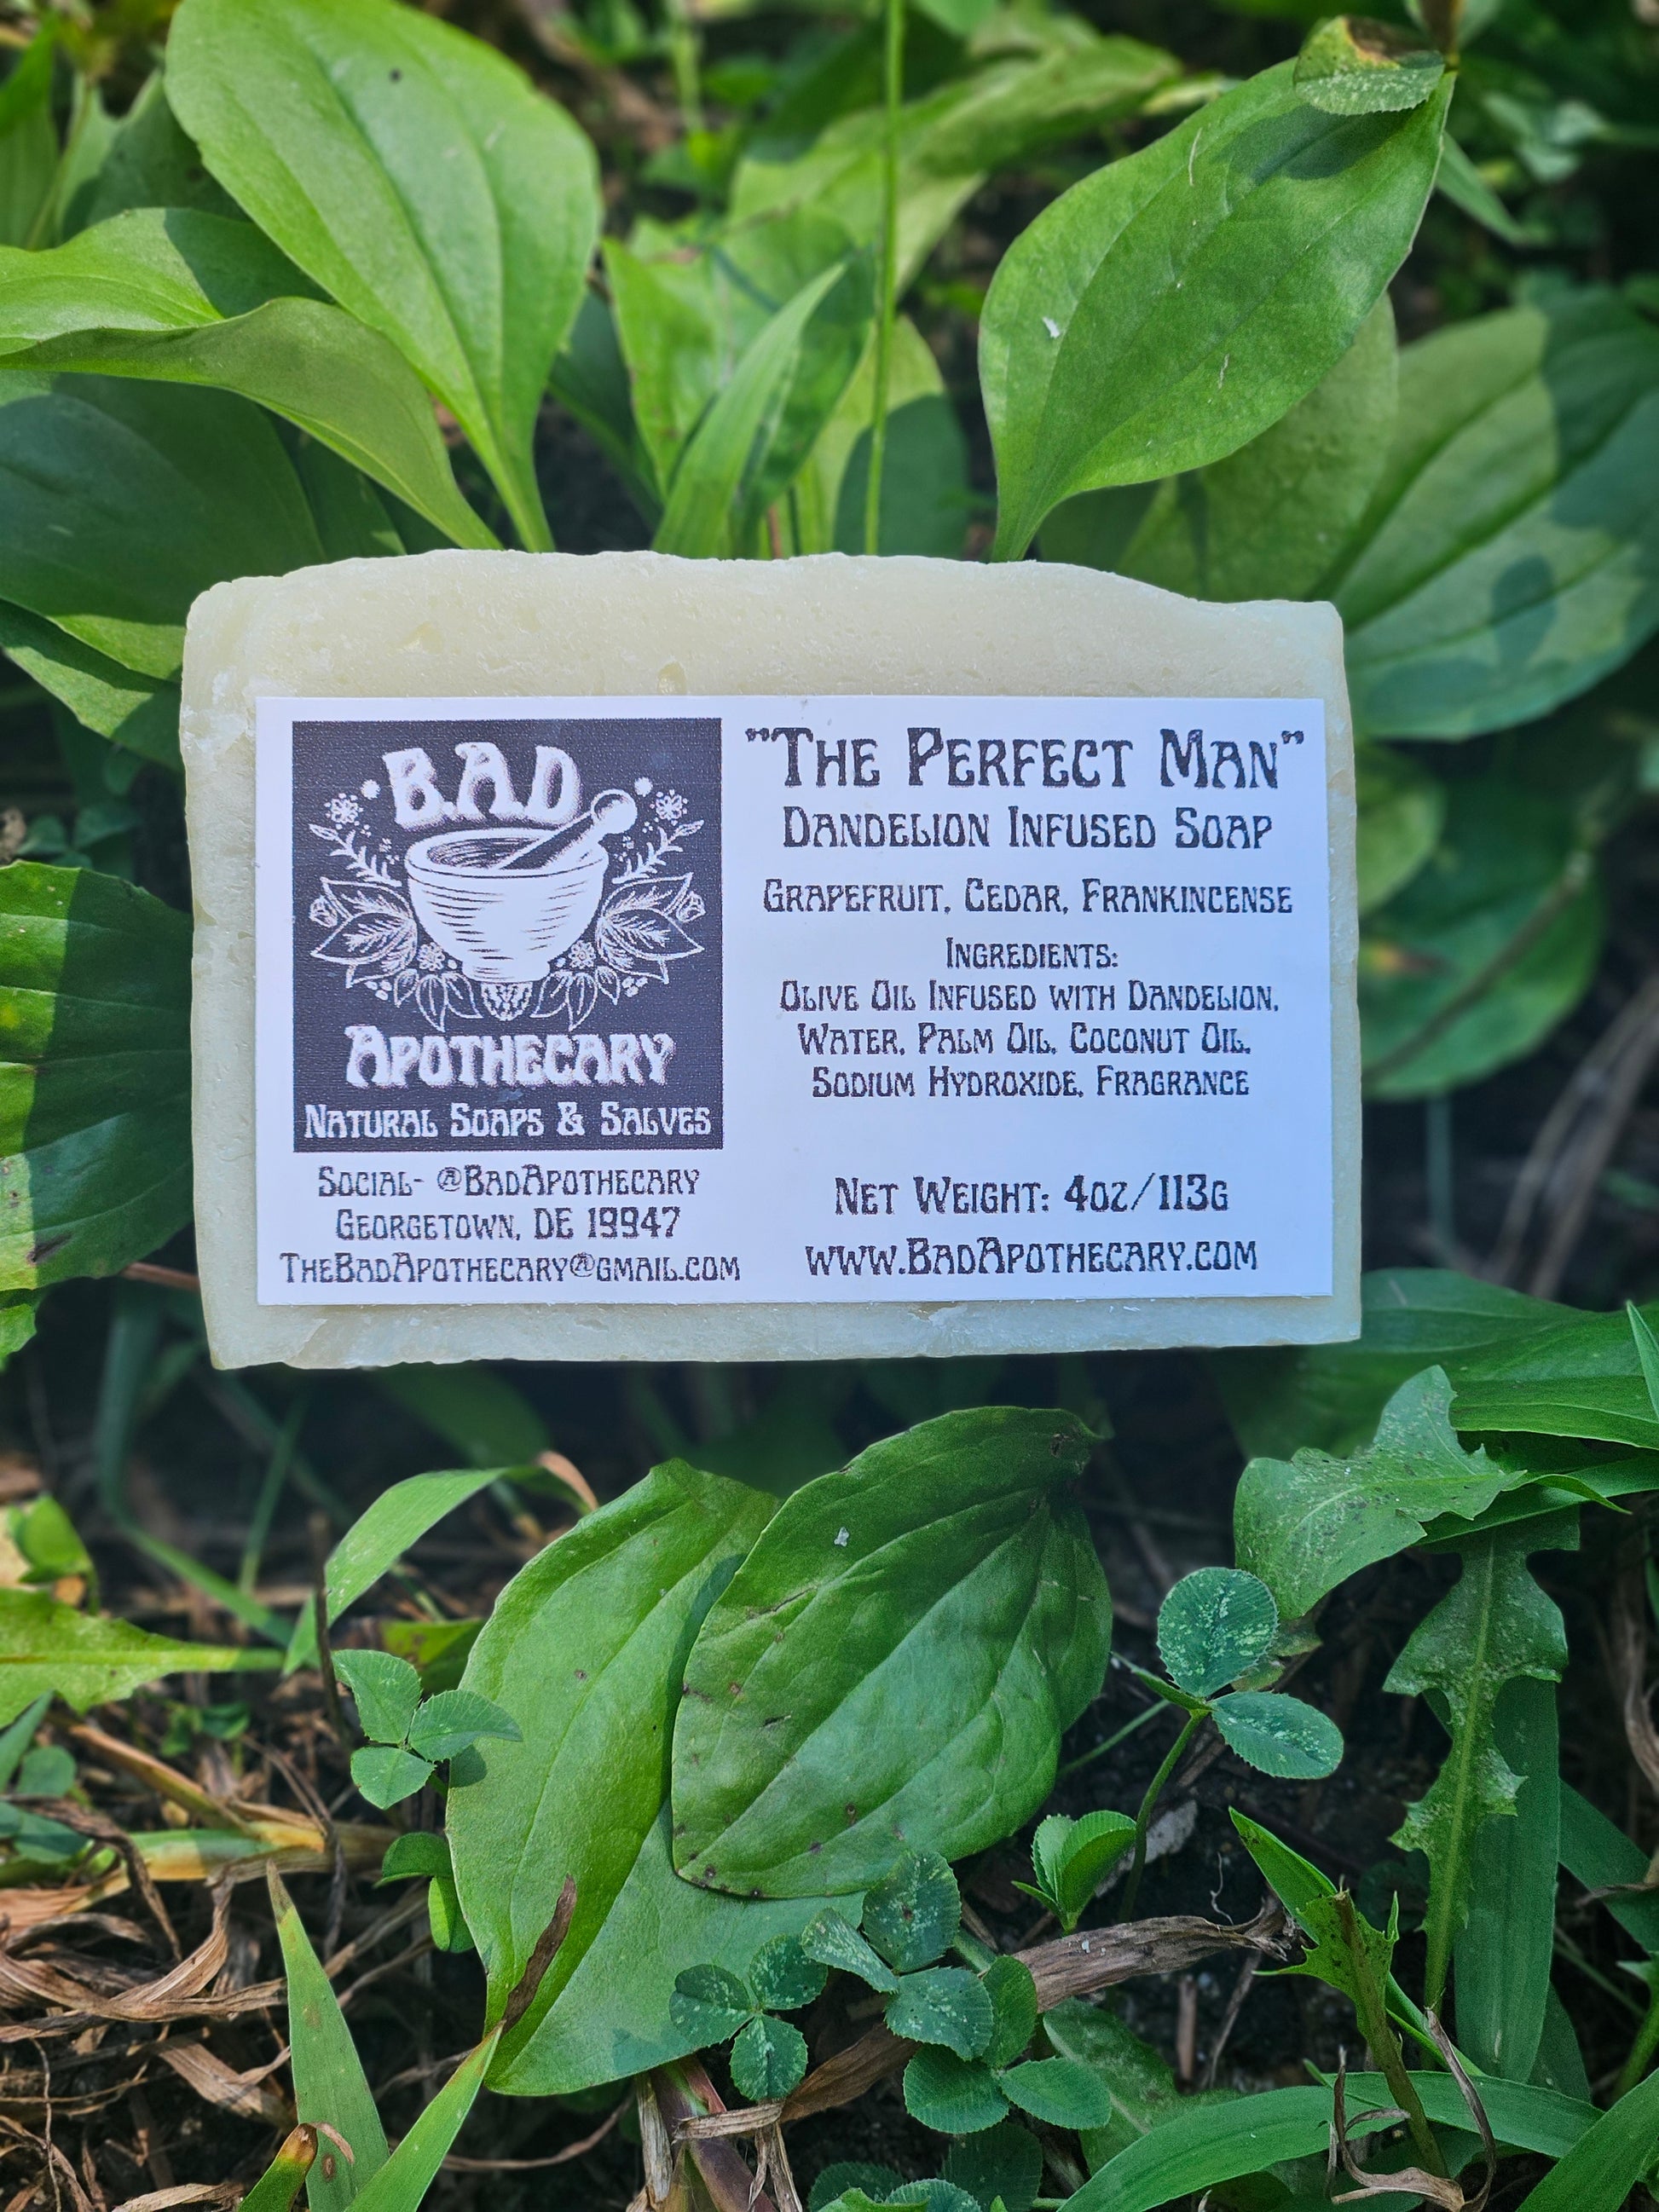 B.A.D
Apothecary
Natural Soaps & Salves
Social- @BadApothecary
Georgetown, DE 19947
TheBadApothecary@gmail.com
"The Perfect Man"
Dandelion Infused Soap
Grapefruit, Cedar, Frankincense
Ingredients:
Olive Oil Infused with Dandelion,
Water, Palm Oil, Coconut Oil,
Sodium Hydroxide, Fragrance
Net Weight: 4oz/113g
www.BadApothecary.com